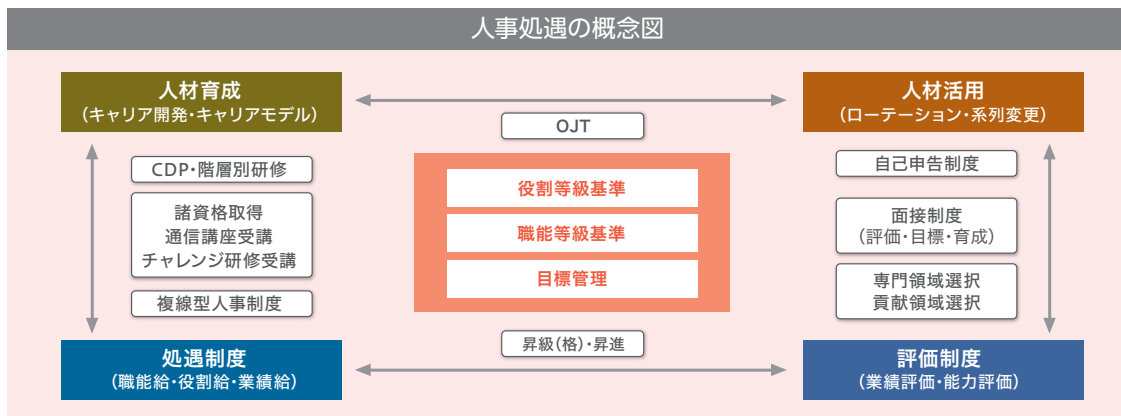 人事処遇の概念図
人材育成
（キャリア開発・キャリアモデル）
人材活用
（ローテーション・系列変更）
OJT
CDP・階層別研修
諸資格取得
通信講座受講
チャレンジ研修受講
複線型人事制度
役割等級基準
職能等級基準
目標管理
自己申告制度
面接制度
（評価・目標・育成）
専門領域選択
貢献領域選択
昇級（格）・昇進
処遇制度
（職能給・役割給・業績給）
評価制度
（業績評価・能力評価）